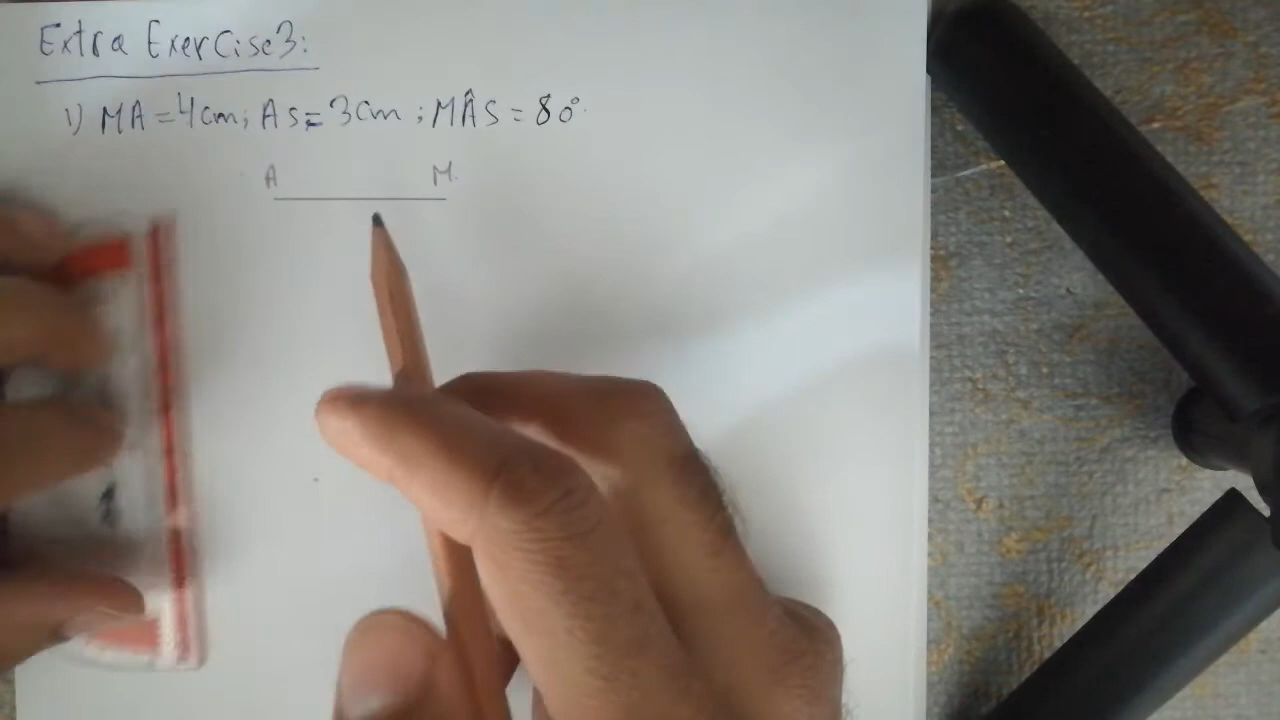 Extra Exercise3:
1) MA = 4cm; AS = 3cm ; MÂS = 80°.
A M